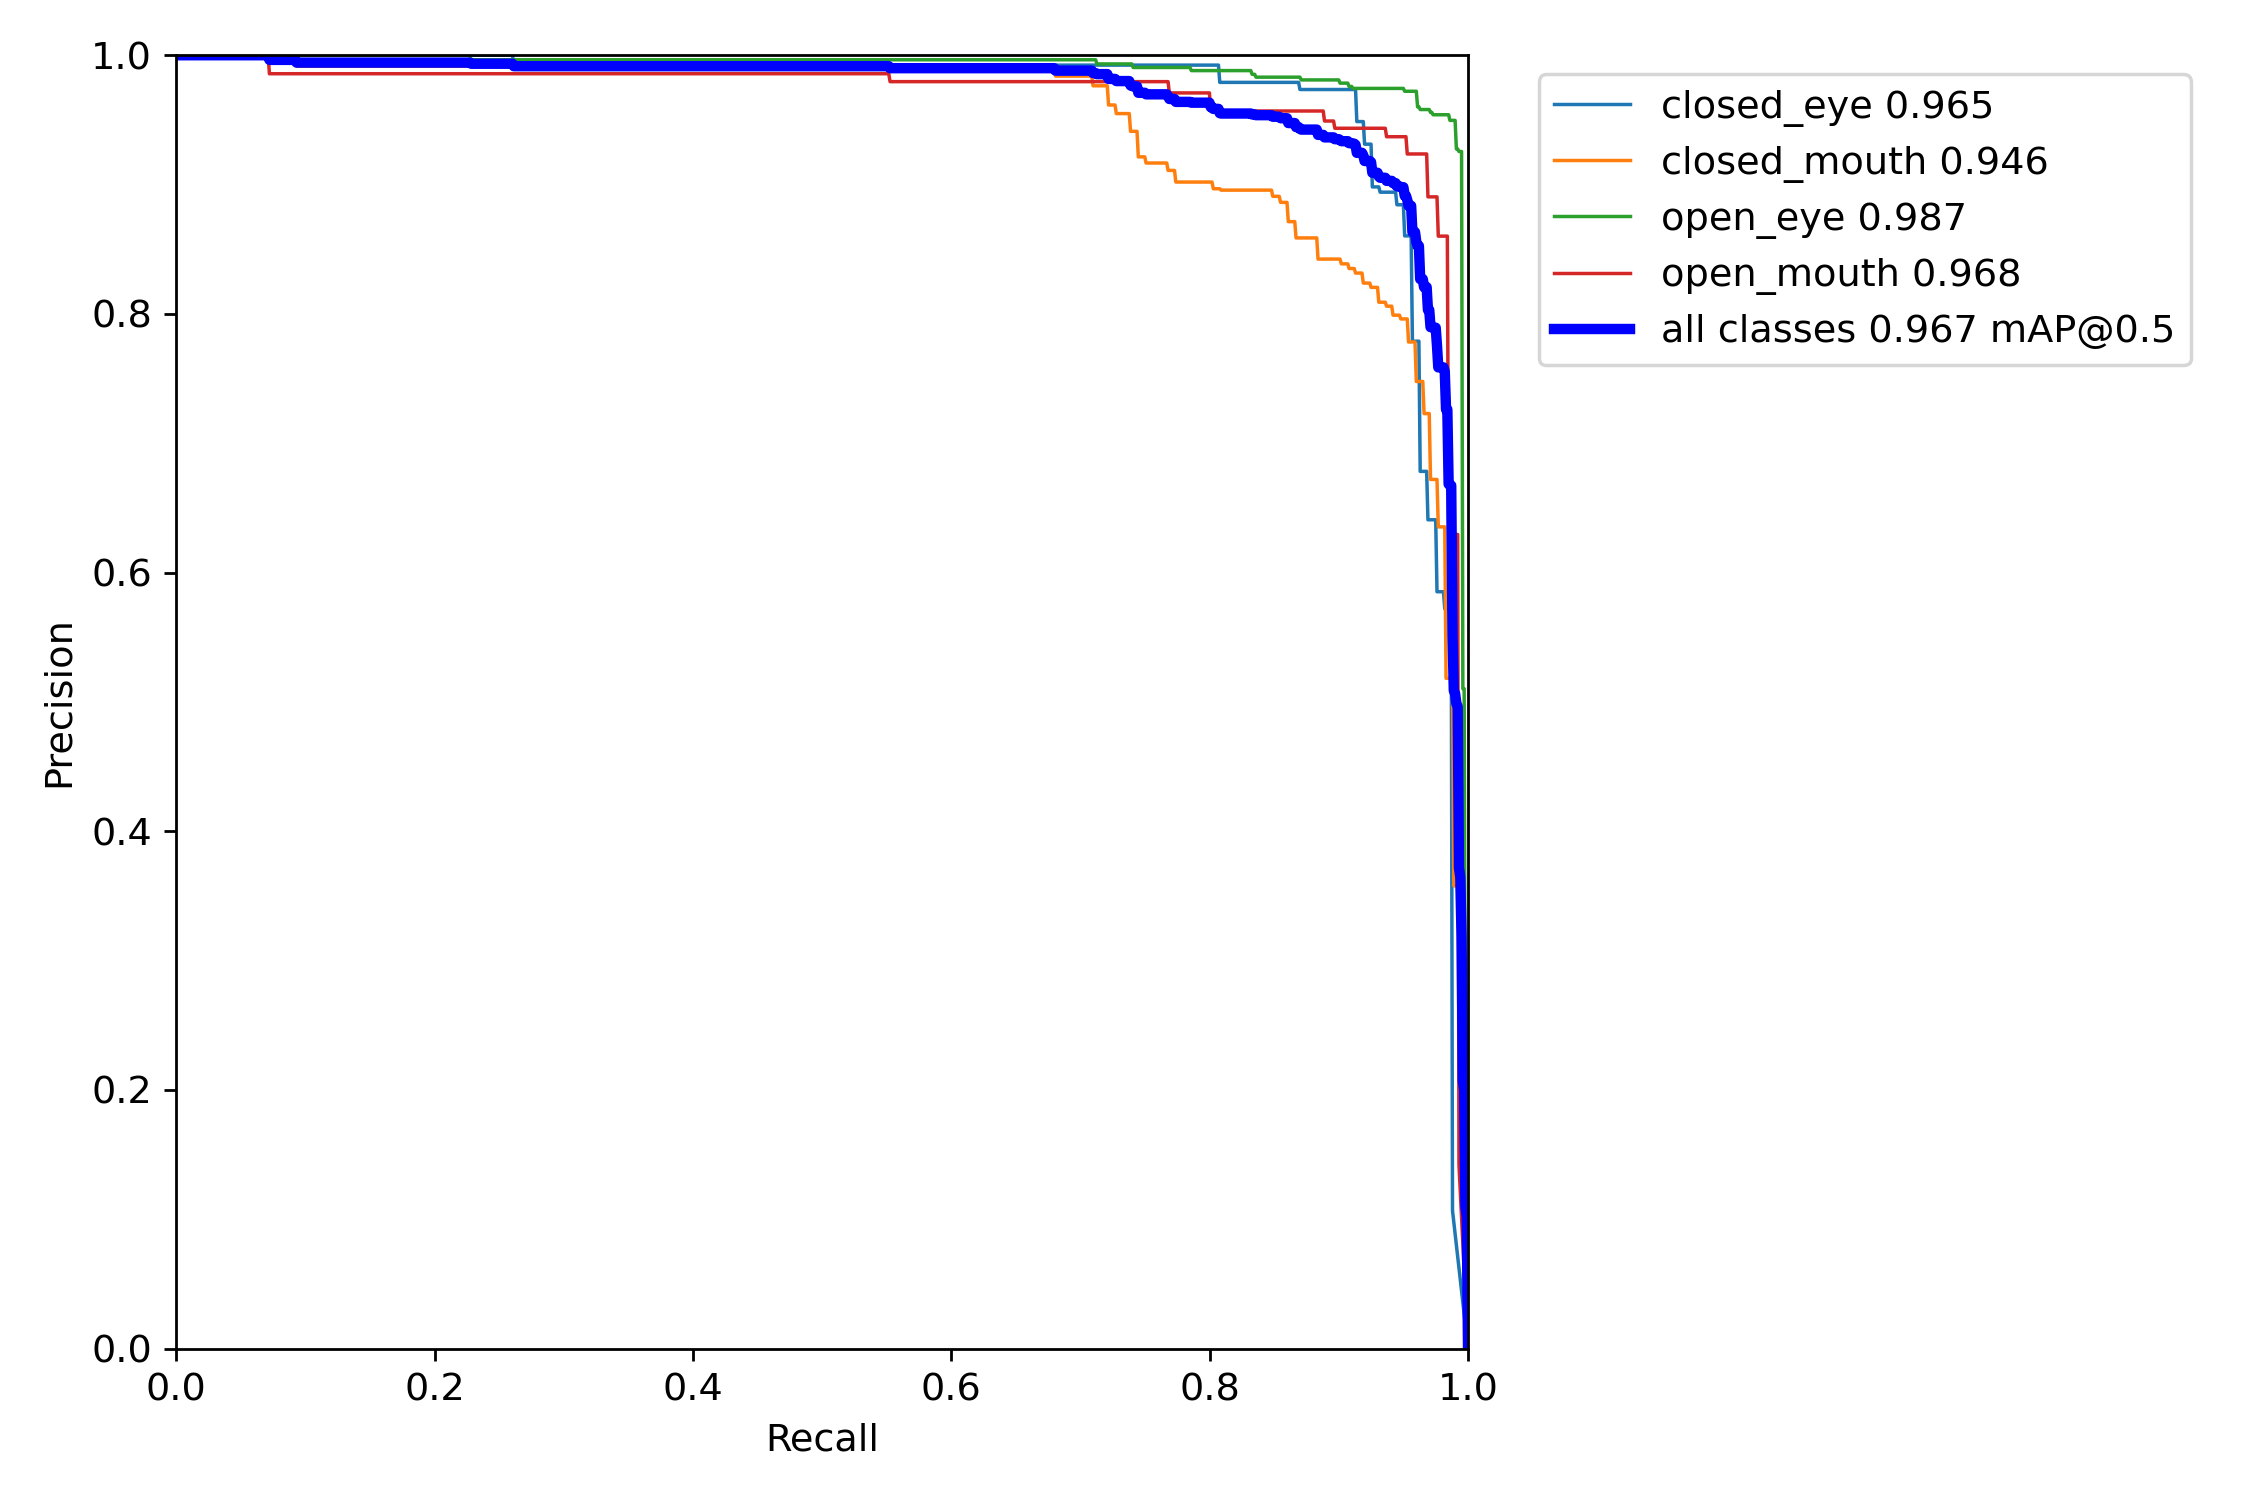 1.0
0.8
0.6
0.4
0.2
0.0
Precision
0.0 0.2 0.4 0.6 0.8 1.0
Recall
closed_eye 0.965
closed_mouth 0.946
open_eye 0.987
open_mouth 0.968
all classes 0.967 mAP@0.5